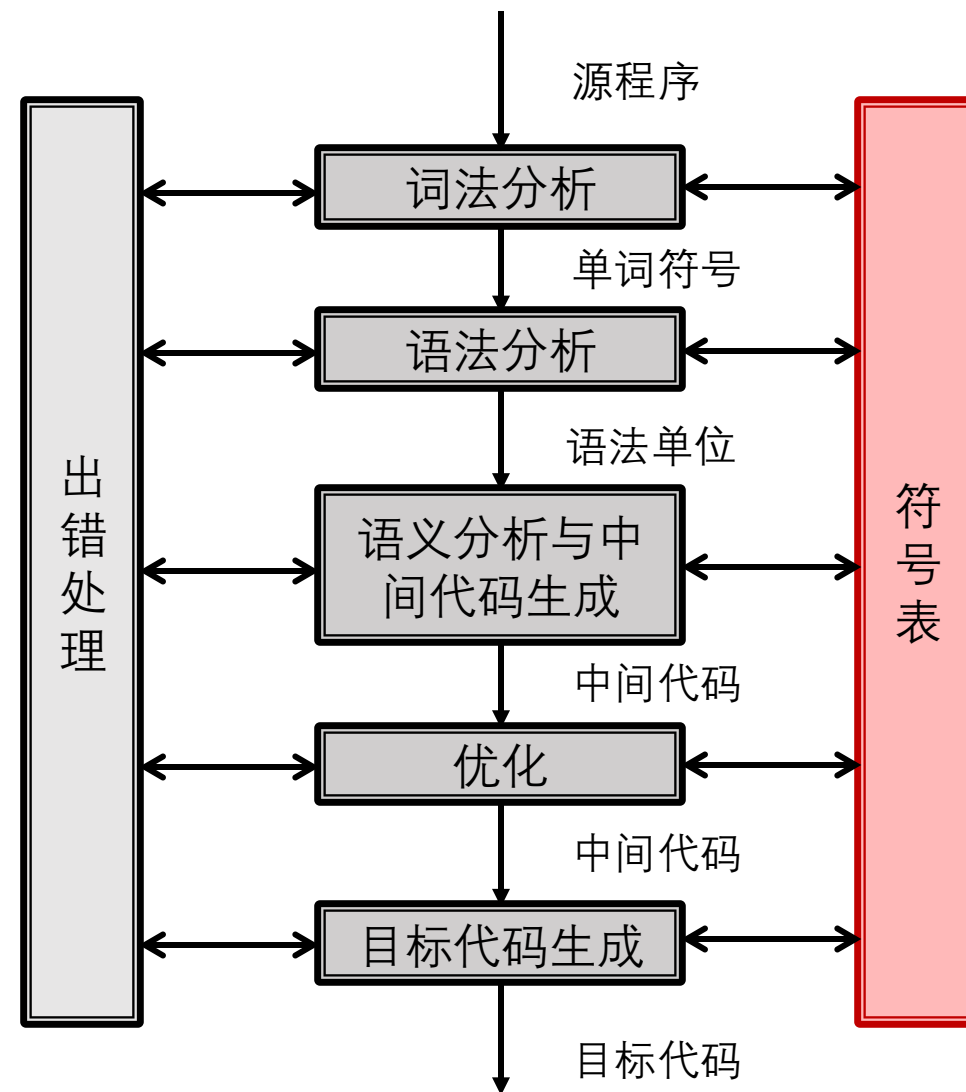 源程序
词法分析
单词符号
语法分析
语法单位
语义分析与中
间代码生成
中间代码
优化
中间代码
目标代码生成
目标代码
出
错
处
理
符
号
表